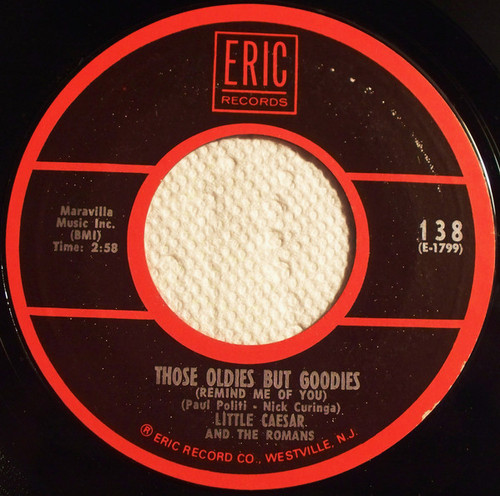 ERIC
RECORDS
Maravilla
Music Inc.
(BMI)
Time: 2:58
138
(E-1799)
THOSE OLDIES BUT GOODIES
(REMIND ME OF YOU)
(Paul Politi - Nick Curinga)
LITTLE CAESAR
AND THE ROMANS
® ERIC RECORD CO., WESTVILLE, N.J.